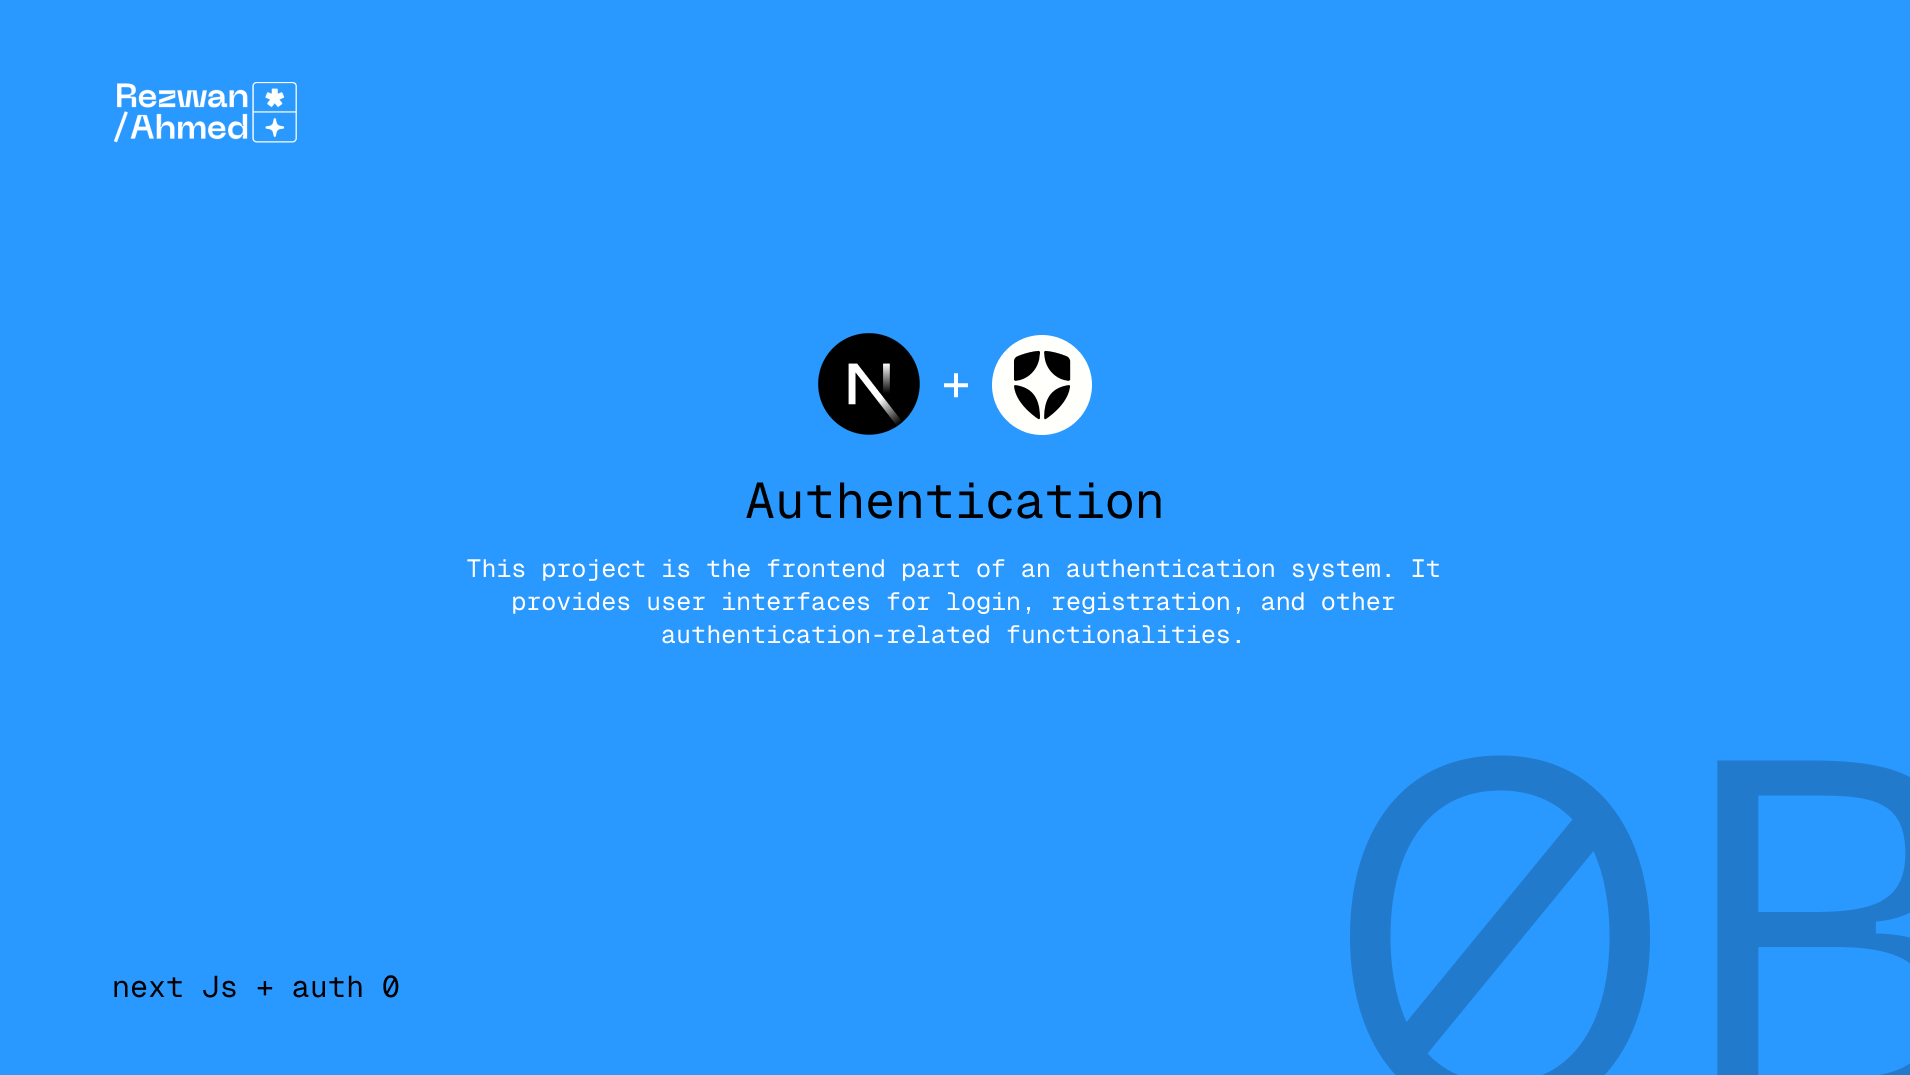 Rezwan
/Ahmed
N + 
Authentication
This project is the frontend part of an authentication system. It
provides user interfaces for login, registration, and other
authentication-related functionalities.
0B
next Js + auth 0